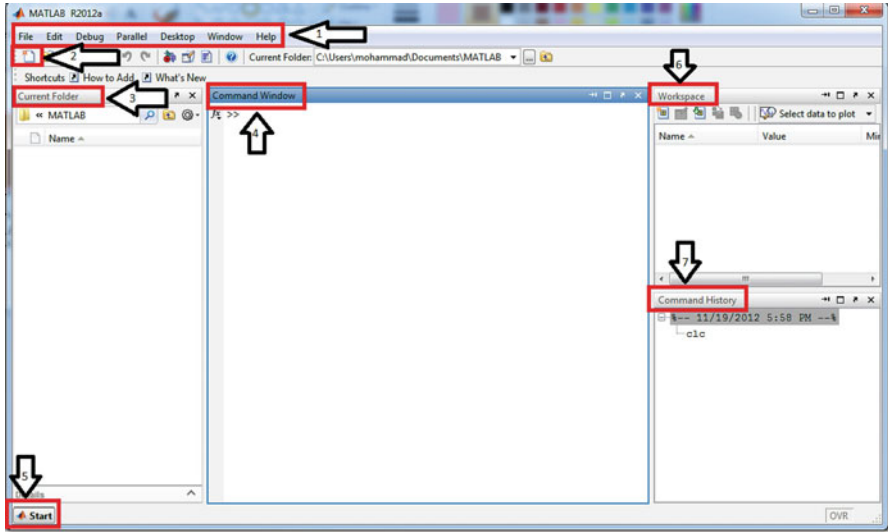 MATLAB R2012a
File Edit Debug Parallel Desktop Window Help
1
2
Current Folder: C:\Users\mohammad\Documents\MATLAB
Shortcuts How to Add What's New
Current Folder
3
« MATLAB
Name
Command Window
fx >>
4
6
Workspace
Select data to plot
Name Value Min
7
Command History
%-- 11/19/2012 5:58 PM --%
clc
5
Start
OVR